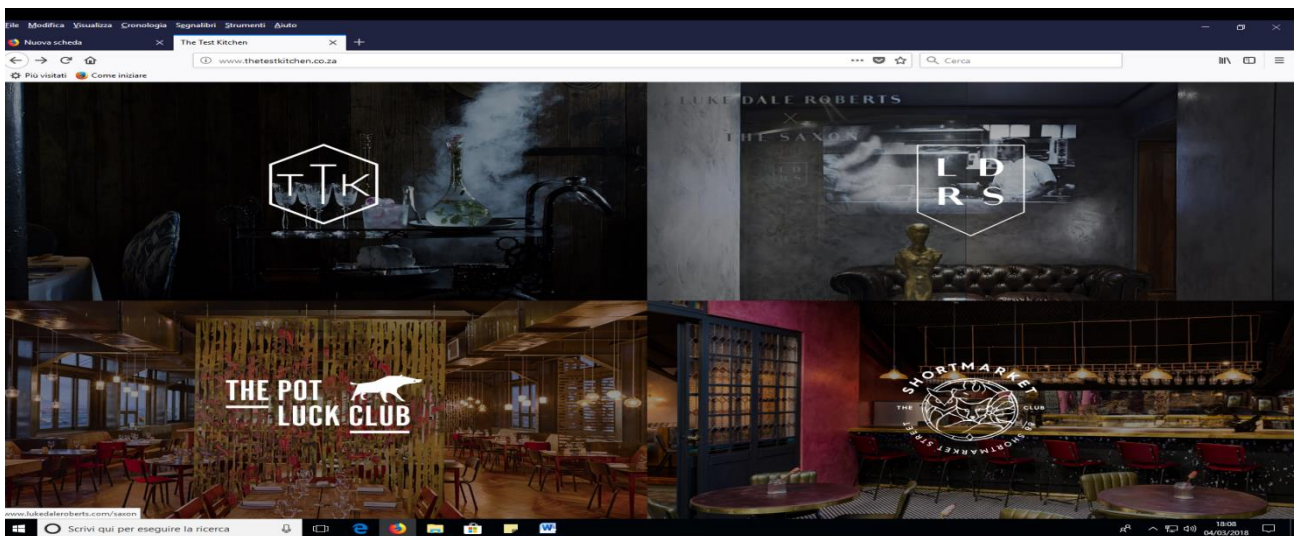 File Modifica Visualizza Cronologia Segnalibri Strumenti Aiuto
Nuova scheda
The Test Kitchen
www.thetestkitchen.co.za
Cerca
Più visitati Come iniziare
TTK
LUKE DALE ROBERTS
X
THE SAXON
L D
R S
THE POT
LUCK CLUB
SHORTMARKET
THE CLUB
88 SHORTMARKET STREET
www.lukedaleroberts.com/saxon
Scrivi qui per eseguire la ricerca
18:08
04/03/2018